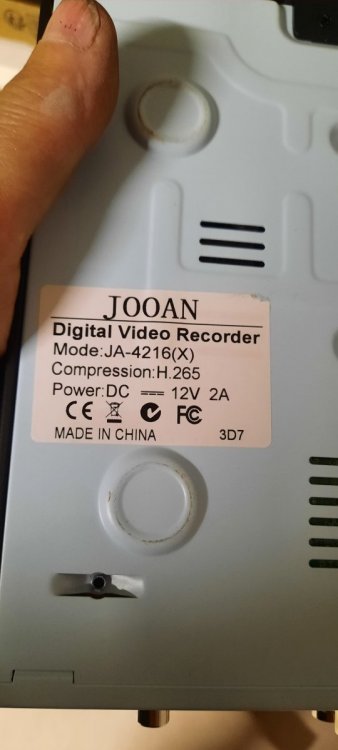 JOOAN
Digital Video Recorder
Mode:JA-4216(X)
Compression:H.265
Power:DC ⎓ 12V 2A
CE FC
MADE IN CHINA 3D7